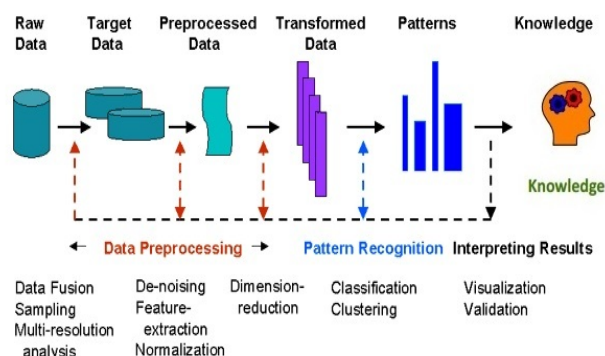 Raw Data
Target Data
Preprocessed Data
Transformed Data
Patterns
Knowledge
Knowledge
Data Preprocessing
Pattern Recognition
Interpreting Results
Data Fusion
Sampling
Multi-resolution
analysis
De-noising
Feature-
extraction
Normalization
Dimension-
reduction
Classification
Clustering
Visualization
Validation